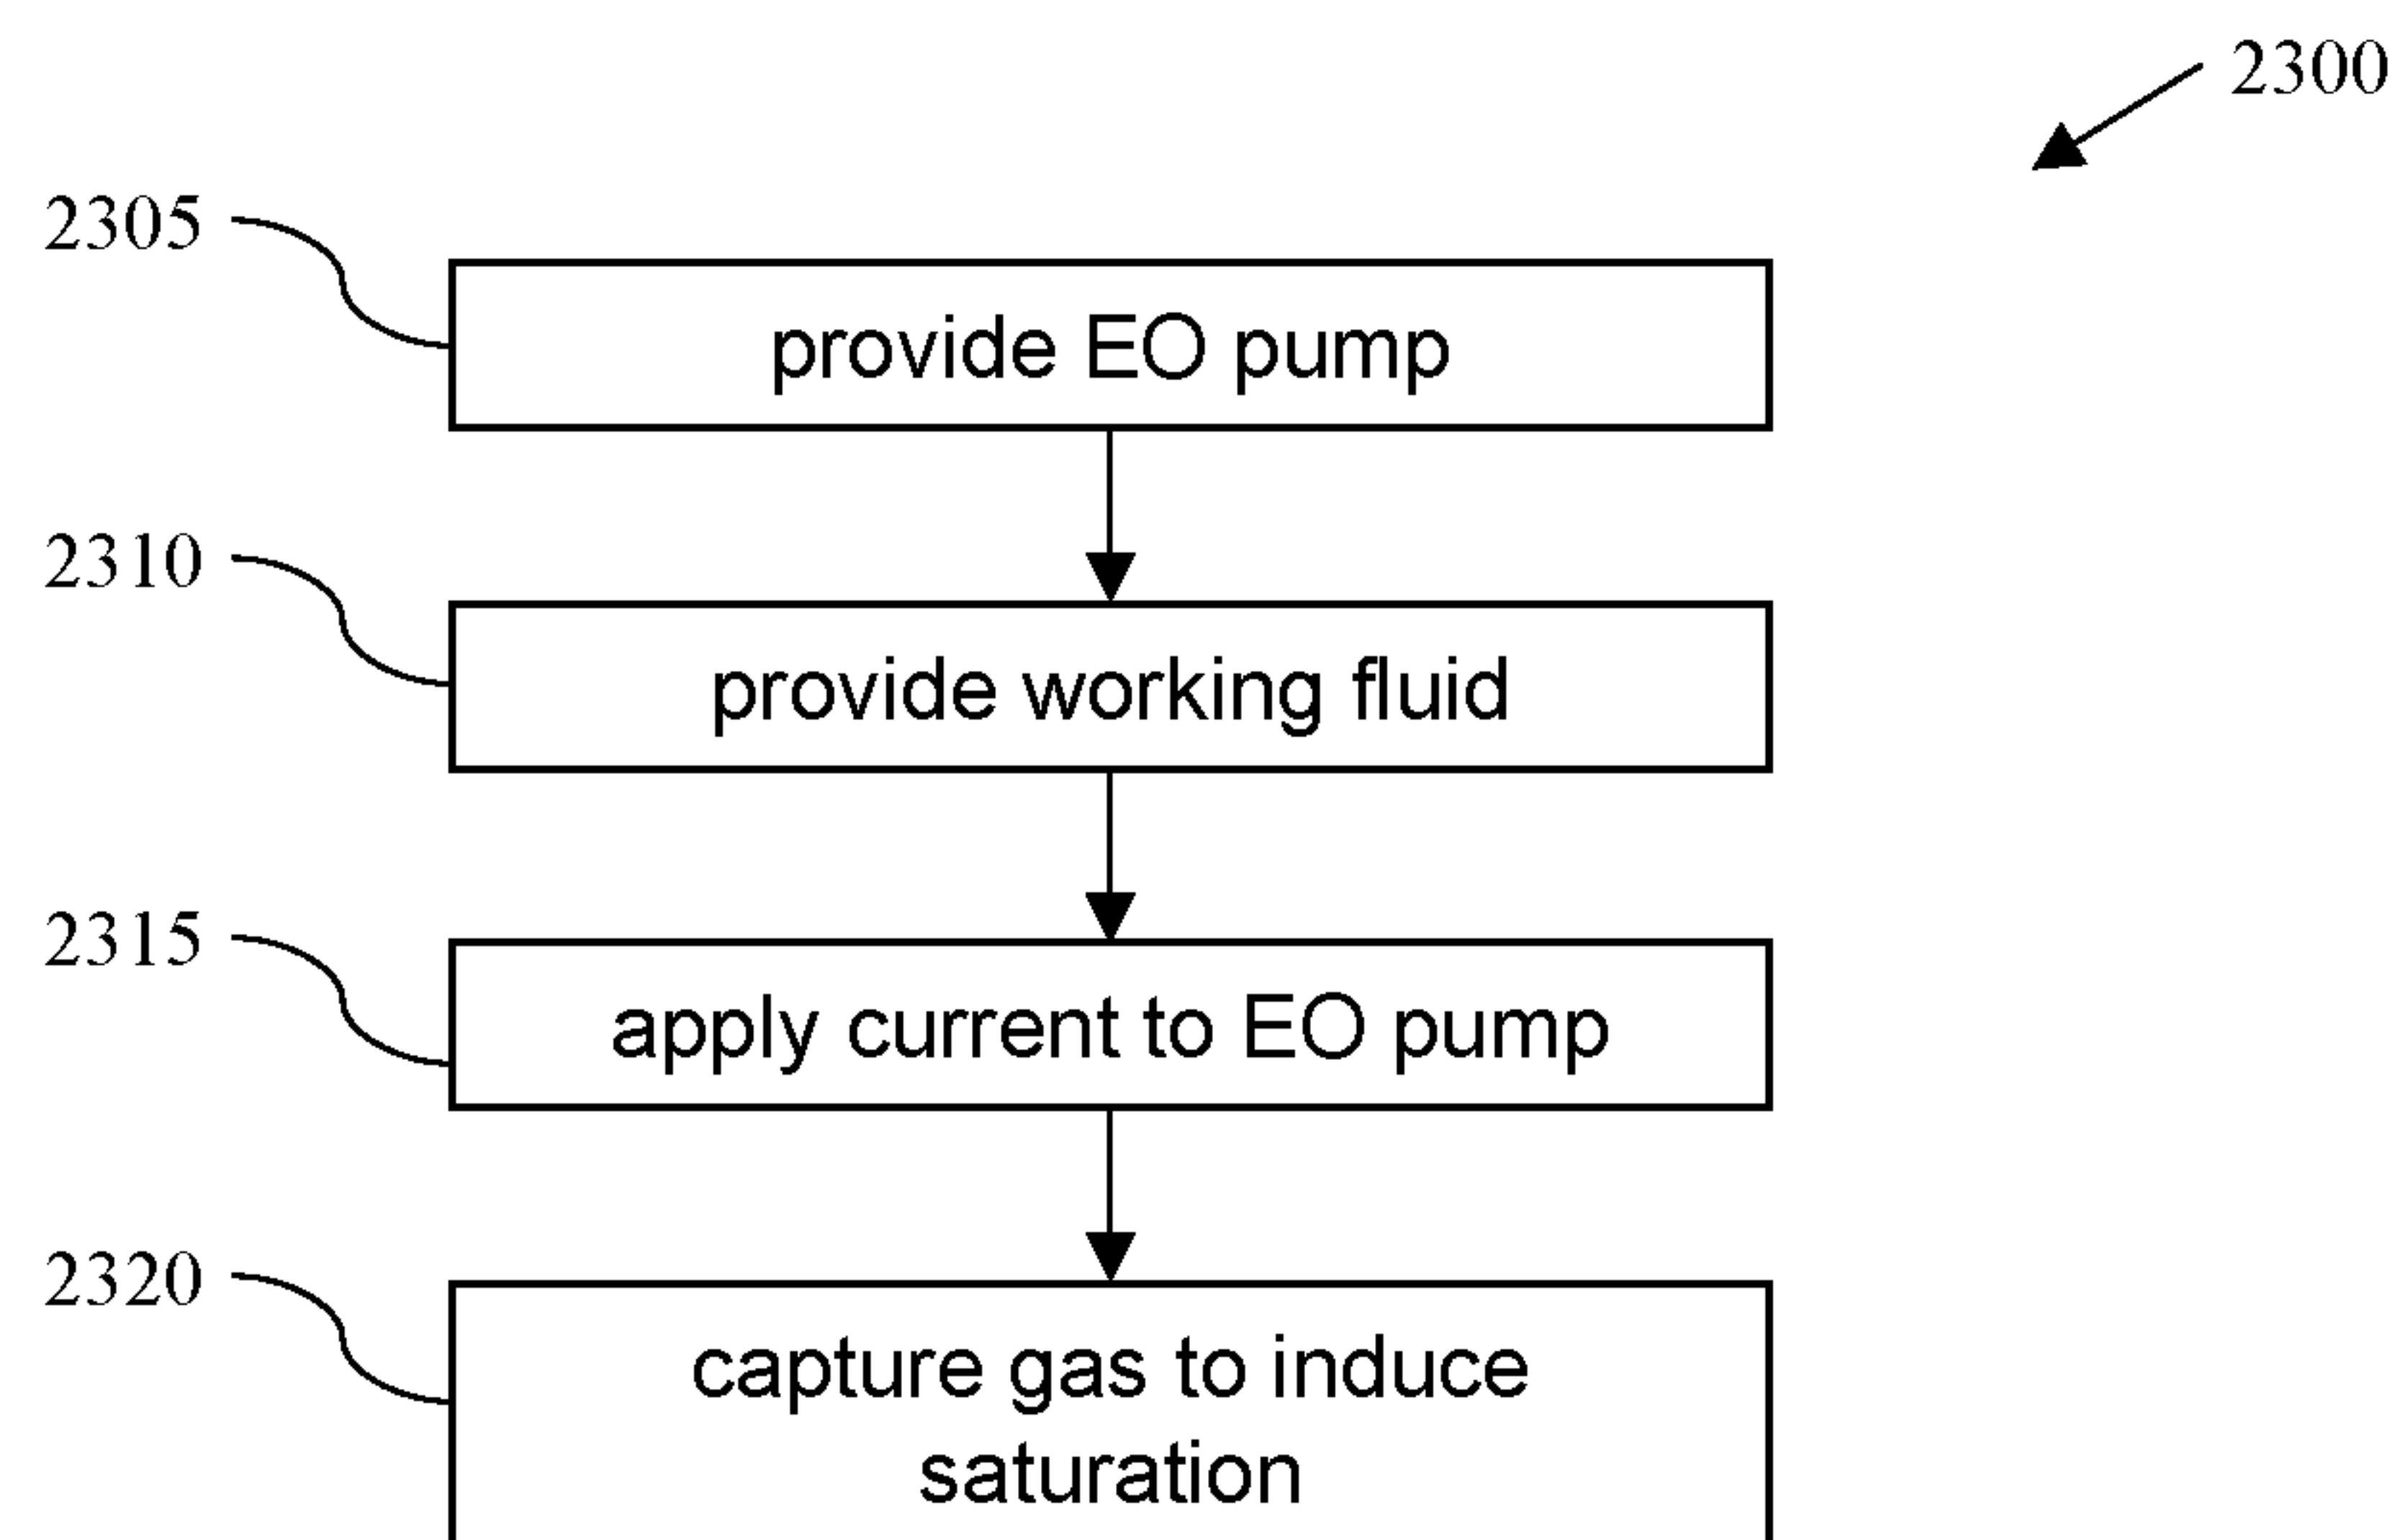 2300
2305
provide EO pump
2310
provide working fluid
2315
apply current to EO pump
2320
capture gas to induce
saturation